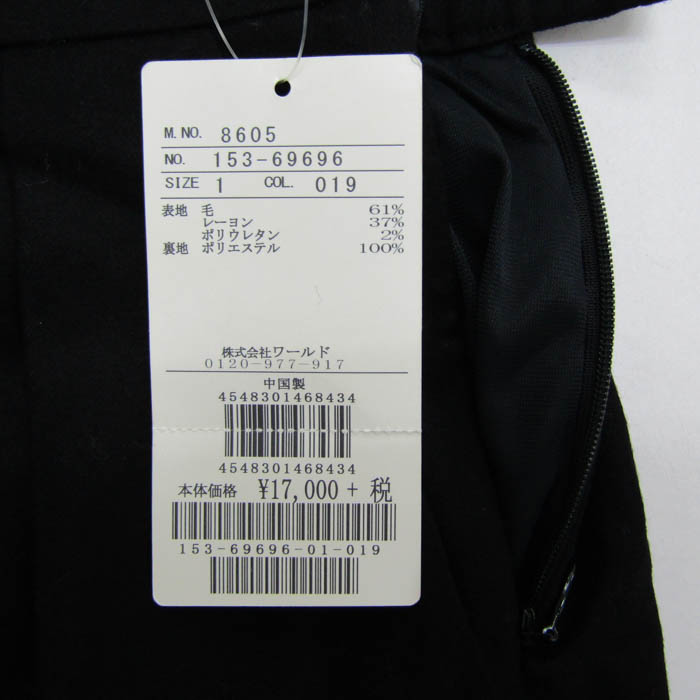 M.NO. 8605
NO. 153-69696
SIZE 1 COL. 019
表地 毛 61%
レーヨン 37%
ポリウレタン 2%
裏地 ポリエステル 100%
株式会社ワールド
0120-977-917
中国製
4548301468434
4548301468434
本体価格 ¥17,000 + 税
153-69696-01-019